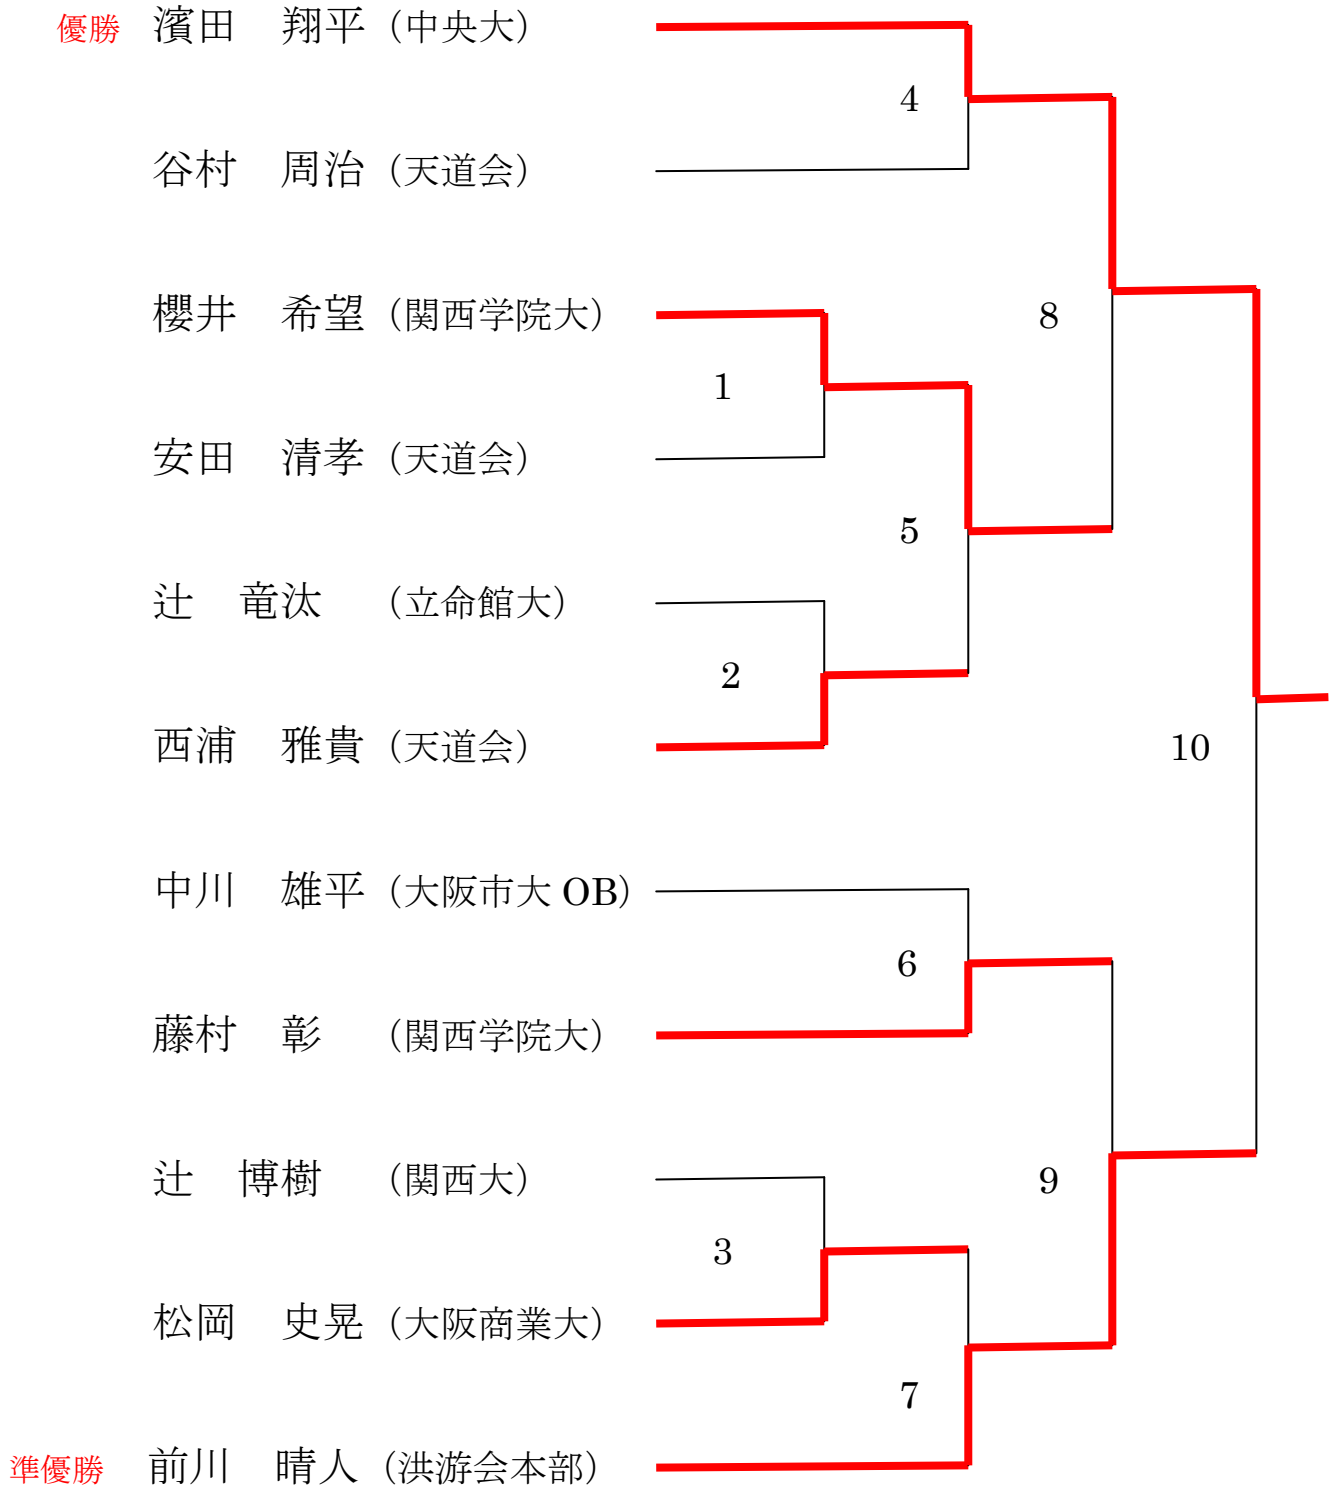 優勝 濱田 翔平（中央大）
4
谷村 周治（天道会）
櫻井 希望（関西学院大）
8
1
安田 清孝（天道会）
5
辻 竜汰 （立命館大）
2
西浦 雅貴（天道会）
10
中川 雄平（大阪市大 OB）
6
藤村 彰 （関西学院大）
辻 博樹 （関西大）
9
3
松岡 史晃（大阪商業大）
7
準優勝 前川 晴人（洪游会本部）